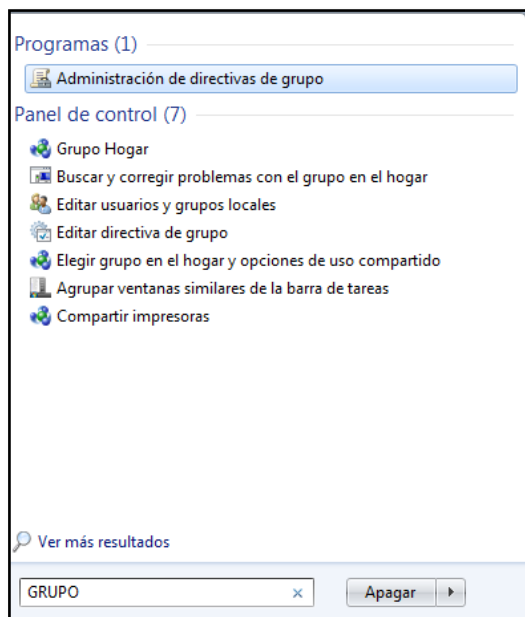 Programas (1)
Administración de directivas de grupo
Panel de control (7)
Grupo Hogar
Buscar y corregir problemas con el grupo en el hogar
Editar usuarios y grupos locales
Editar directiva de grupo
Elegir grupo en el hogar y opciones de uso compartido
Agrupar ventanas similares de la barra de tareas
Compartir impresoras
Ver más resultados
GRUPO Apagar